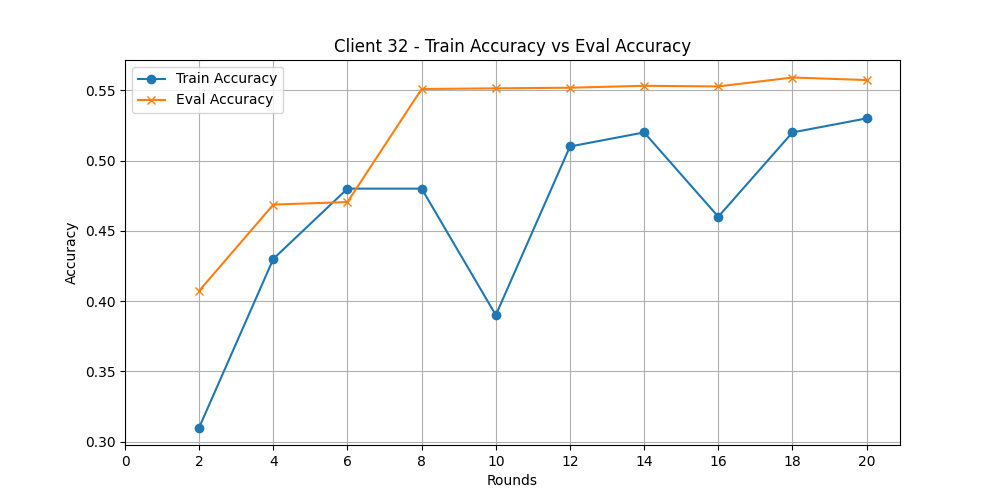 Client 32 - Train Accuracy vs Eval Accuracy
Train Accuracy
Eval Accuracy
Accuracy
0.55
0.50
0.45
0.40
0.35
0.30
0 2 4 6 8 10 12 14 16 18 20
Rounds